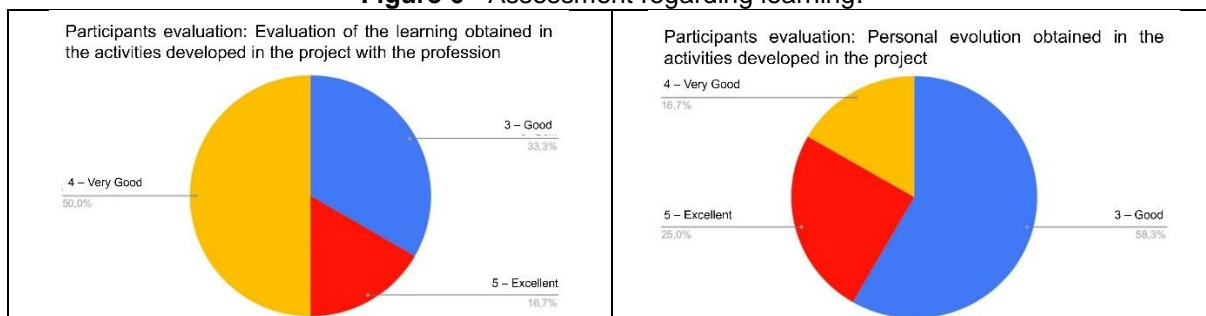 Assessment regarding learning.
Participants evaluation: Evaluation of the learning obtained in
the activities developed in the project with the profession
3 – Good
33,3%
4 – Very Good
50,0%
5 – Excellent
16,7%
Participants evaluation: Personal evolution obtained in the
activities developed in the project
4 – Very Good
16,7%
5 – Excellent
25,0%
3 – Good
58,3%